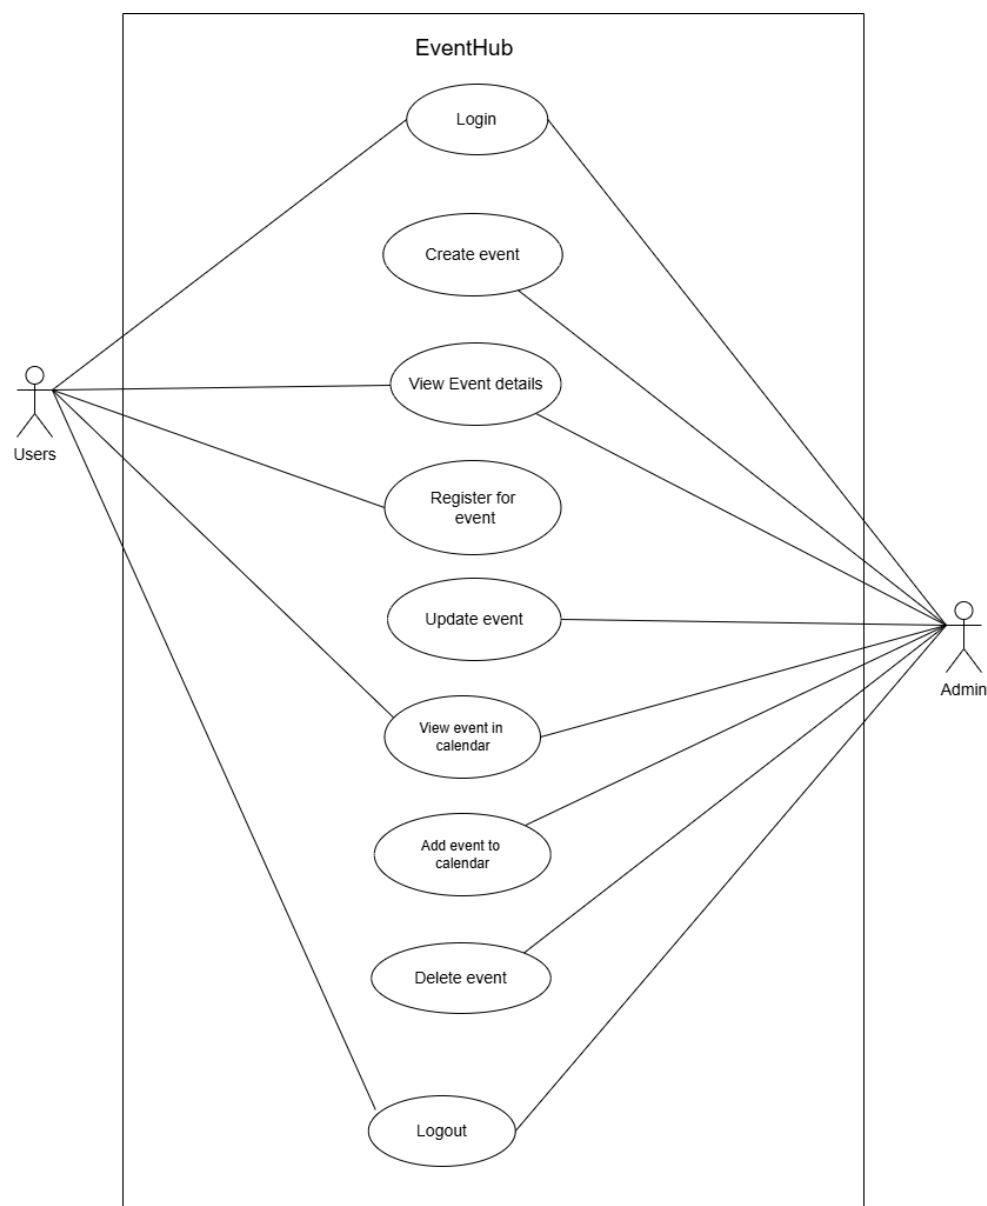 EventHub
Login
Create event
View Event details
Users
Register for
event
Update event
Admin
View event in
calendar
Add event to
calendar
Delete event
Logout